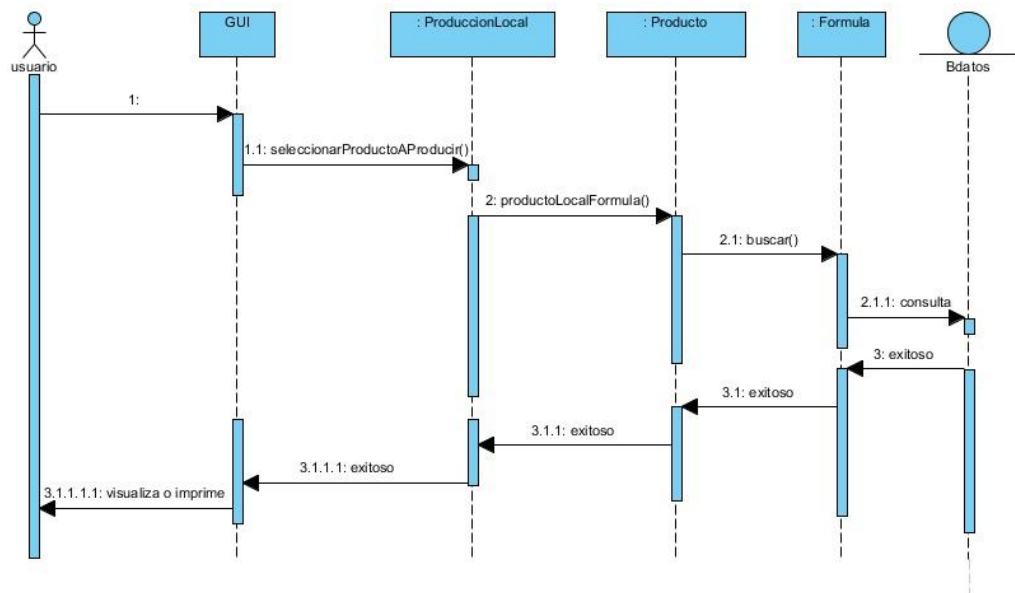 usuario
GUI
: ProduccionLocal
: Producto
: Formula
Bdatos
1:
1.1: seleccionarProductoAProducir()
2: productoLocalFormula()
2.1: buscar()
2.1.1: consulta
3: exitoso
3.1: exitoso
3.1.1: exitoso
3.1.1.1: exitoso
3.1.1.1.1: visualiza o imprime